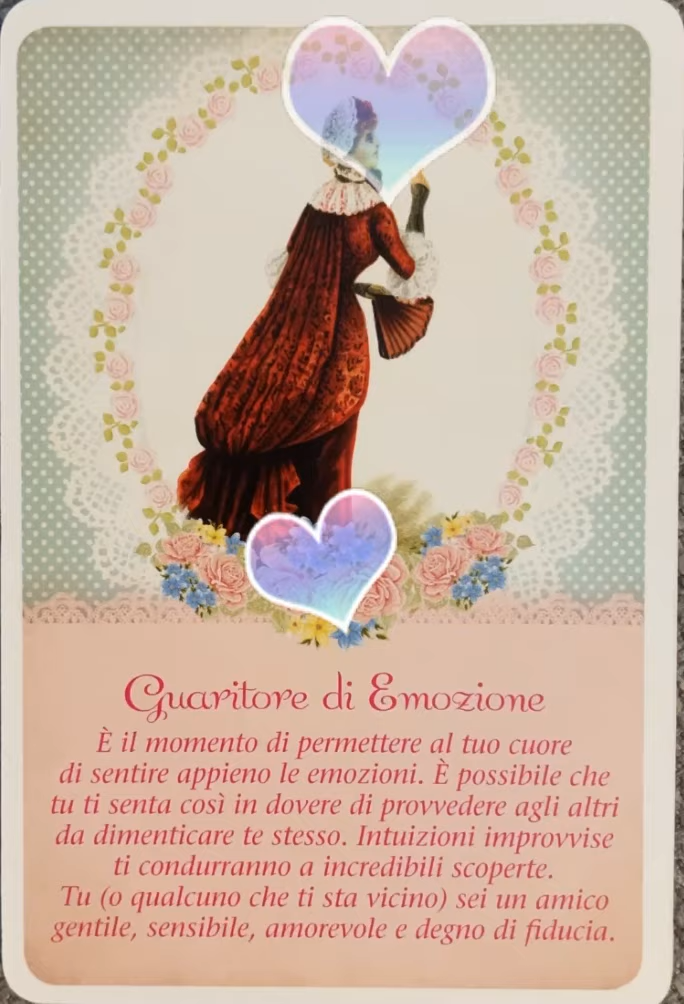 Guaritore di Emozione
È il momento di permettere al tuo cuore
di sentire appieno le emozioni. È possibile che
tu ti senta così in dovere di provvedere agli altri
da dimenticare te stesso. Intuizioni improvvise
ti condurranno a incredibili scoperte.
Tu (o qualcuno che ti sta vicino) sei un amico
gentile, sensibile, amorevole e degno di fiducia.